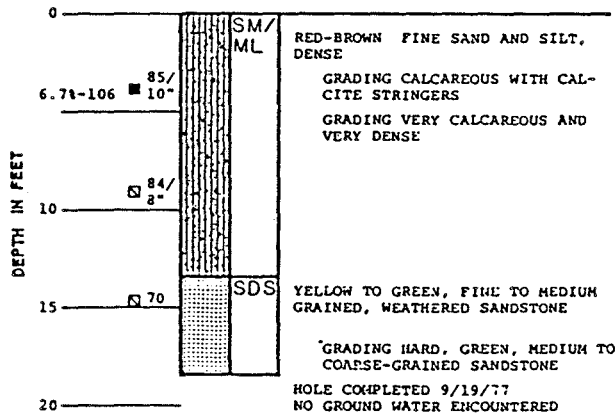 0
SM/
ML
RED-BROWN FINE SAND AND SILT,
DENSE
GRADING CALCAREOUS WITH CAL-
CITE STRINGERS
GRADING VERY CALCAREOUS AND
VERY DENSE
85/
10"
6.7%-106
84/
8"
10
DEPTH IN FEET
SDS
70
15
YELLOW TO GREEN, FINE TO MEDIUM
GRAINED, WEATHERED SANDSTONE
GRADING HARD, GREEN, MEDIUM TO
COARSE-GRAINED SANDSTONE
HOLE COMPLETED 9/19/77
NO GROUND WATER ENCOUNTERED
20